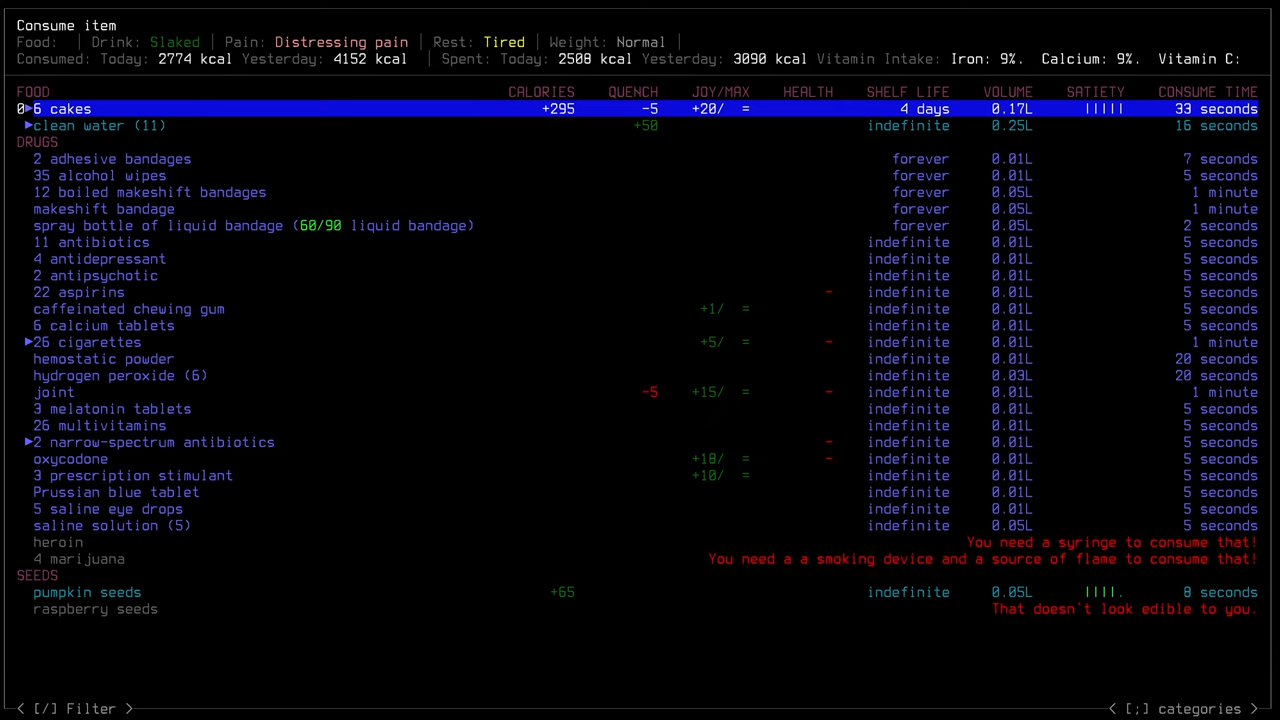 Consume item
Food: | Drink: Slaked | Pain: Distressing pain | Rest: Tired | Weight: Normal |
Consumed: Today: 2774 kcal Yesterday: 4152 kcal | Spent: Today: 2508 kcal Yesterday: 3090 kcal Vitamin Intake: Iron: 9%. Calcium: 9%. Vitamin C:
FOOD CALORIES QUENCH JOY/MAX HEALTH SHELF LIFE VOLUME SATIETY CONSUME TIME
0▶6 cakes +295 -5 +20/ = 4 days 0.17L ||||| 33 seconds
▶clean water (11) +50 indefinite 0.25L 16 seconds
DRUGS
2 adhesive bandages forever 0.01L 7 seconds
35 alcohol wipes forever 0.01L 5 seconds
12 boiled makeshift bandages forever 0.05L 1 minute
makeshift bandage forever 0.05L 1 minute
spray bottle of liquid bandage (60/90 liquid bandage) forever 0.05L 2 seconds
11 antibiotics indefinite 0.01L 5 seconds
4 antidepressant indefinite 0.01L 5 seconds
2 antipsychotic indefinite 0.01L 5 seconds
22 aspirins - indefinite 0.01L 5 seconds
caffeinated chewing gum +1/ = indefinite 0.01L 5 seconds
6 calcium tablets indefinite 0.01L 5 seconds
▶26 cigarettes +5/ = - indefinite 0.01L 1 minute
hemostatic powder indefinite 0.01L 20 seconds
hydrogen peroxide (6) indefinite 0.03L 20 seconds
joint -5 +15/ = - indefinite 0.01L 1 minute
3 melatonin tablets indefinite 0.01L 5 seconds
26 multivitamins indefinite 0.01L 5 seconds
▶2 narrow-spectrum antibiotics - indefinite 0.01L 5 seconds
oxycodone +18/ = - indefinite 0.01L 5 seconds
3 prescription stimulant +10/ = indefinite 0.01L 5 seconds
Prussian blue tablet indefinite 0.01L 5 seconds
5 saline eye drops indefinite 0.01L 5 seconds
saline solution (5) indefinite 0.05L 5 seconds
heroin You need a syringe to consume that!
4 marijuana You need a a smoking device and a source of flame to consume that!
SEEDS
pumpkin seeds +65 indefinite 0.05L ||||. 8 seconds
raspberry seeds That doesn't look edible to you.
< [/] Filter > < [;] categories >